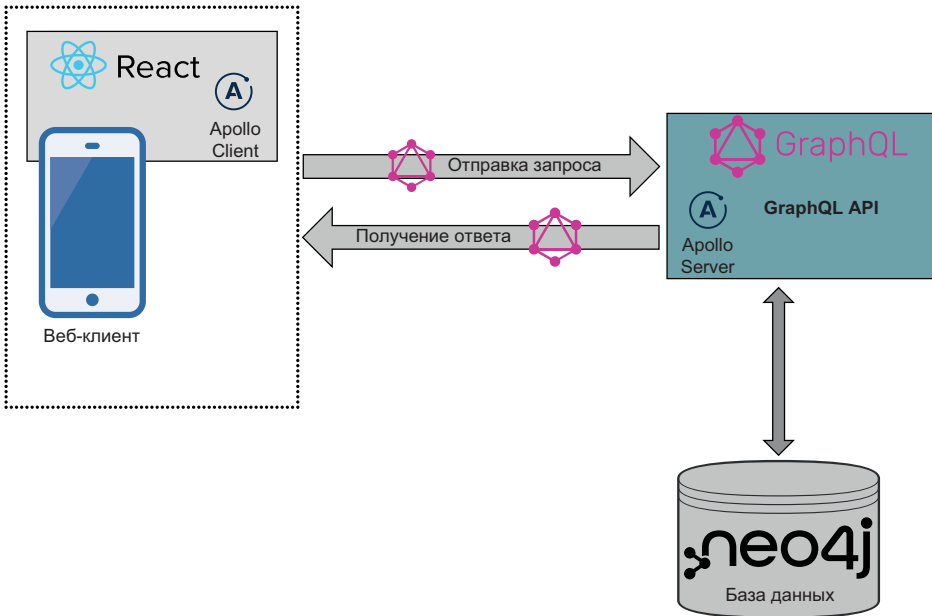 React
Apollo
Client
Веб-клиент
Отправка запроса
Получение ответа
GraphQL
GraphQL API
Apollo
Server
neo4j
База данных